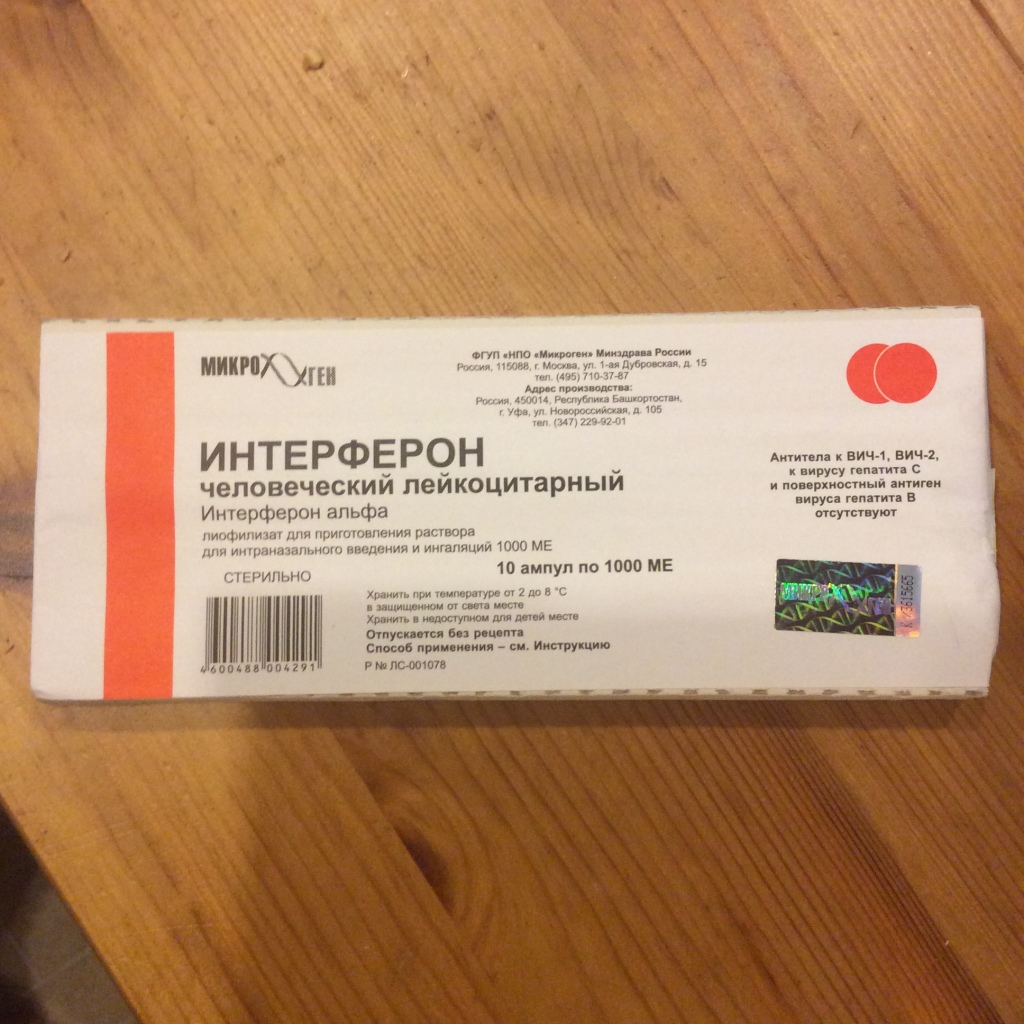 МИКРОГЕН
ФГУП «НПО «Микроген» Минздрава России
Россия, 115088, г. Москва, ул. 1-ая Дубровская, д. 15
тел. (495) 710-37-87
Адрес производства:
Россия, 450014, Республика Башкортостан,
г. Уфа, ул. Новороссийская, д. 105
тел. (347) 229-92-01
ИНТЕРФЕРОН
человеческий лейкоцитарный
Интерферон альфа
лиофилизат для приготовления раствора
для интраназального введения и ингаляций 1000 МЕ
10 ампул по 1000 МЕ
СТЕРИЛЬНО
4600488004291
Хранить при температуре от 2 до 8 °С
в защищенном от света месте
Хранить в недоступном для детей месте
Отпускается без рецепта
Способ применения – см. Инструкцию
Р № ЛС-001078
Антитела к ВИЧ-1, ВИЧ-2,
к вирусу гепатита С
и поверхностный антиген
вируса гепатита В
отсутствуют